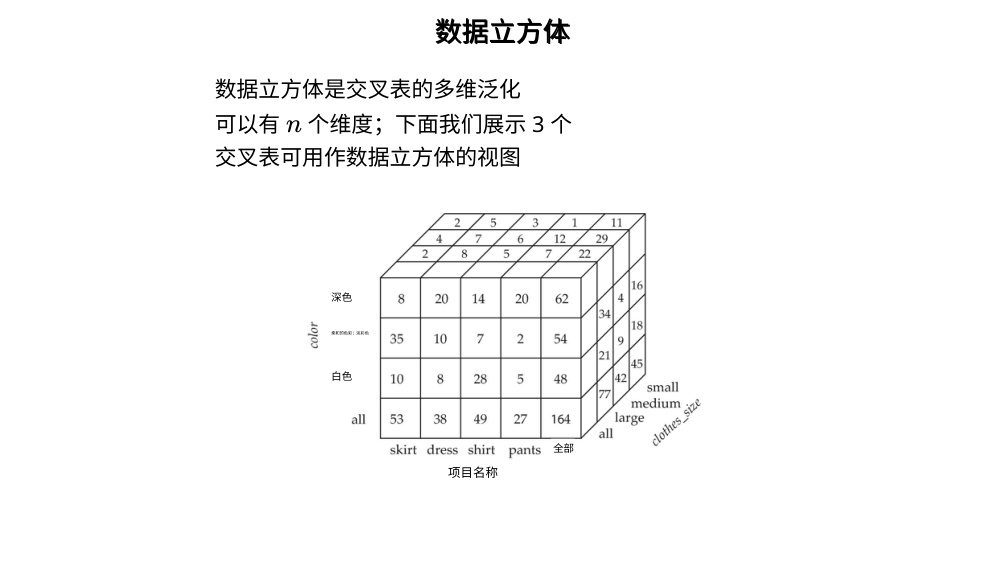 数据立方体
数据立方体是交叉表的多维泛化
可以有 n 个维度；下面我们展示 3 个
交叉表可用作数据立方体的视图
2 5 3 1 11
4 7 6 12 29
2 8 5 7 22
深色 8 20 14 20 62
35 10 7 2 54
白色 10 8 28 5 48
all 53 38 49 27 164
color
16
4
34
18
9
21
45
42
77
skirt dress shirt pants 全部
项目名称
small
medium
large
all
clothes_size